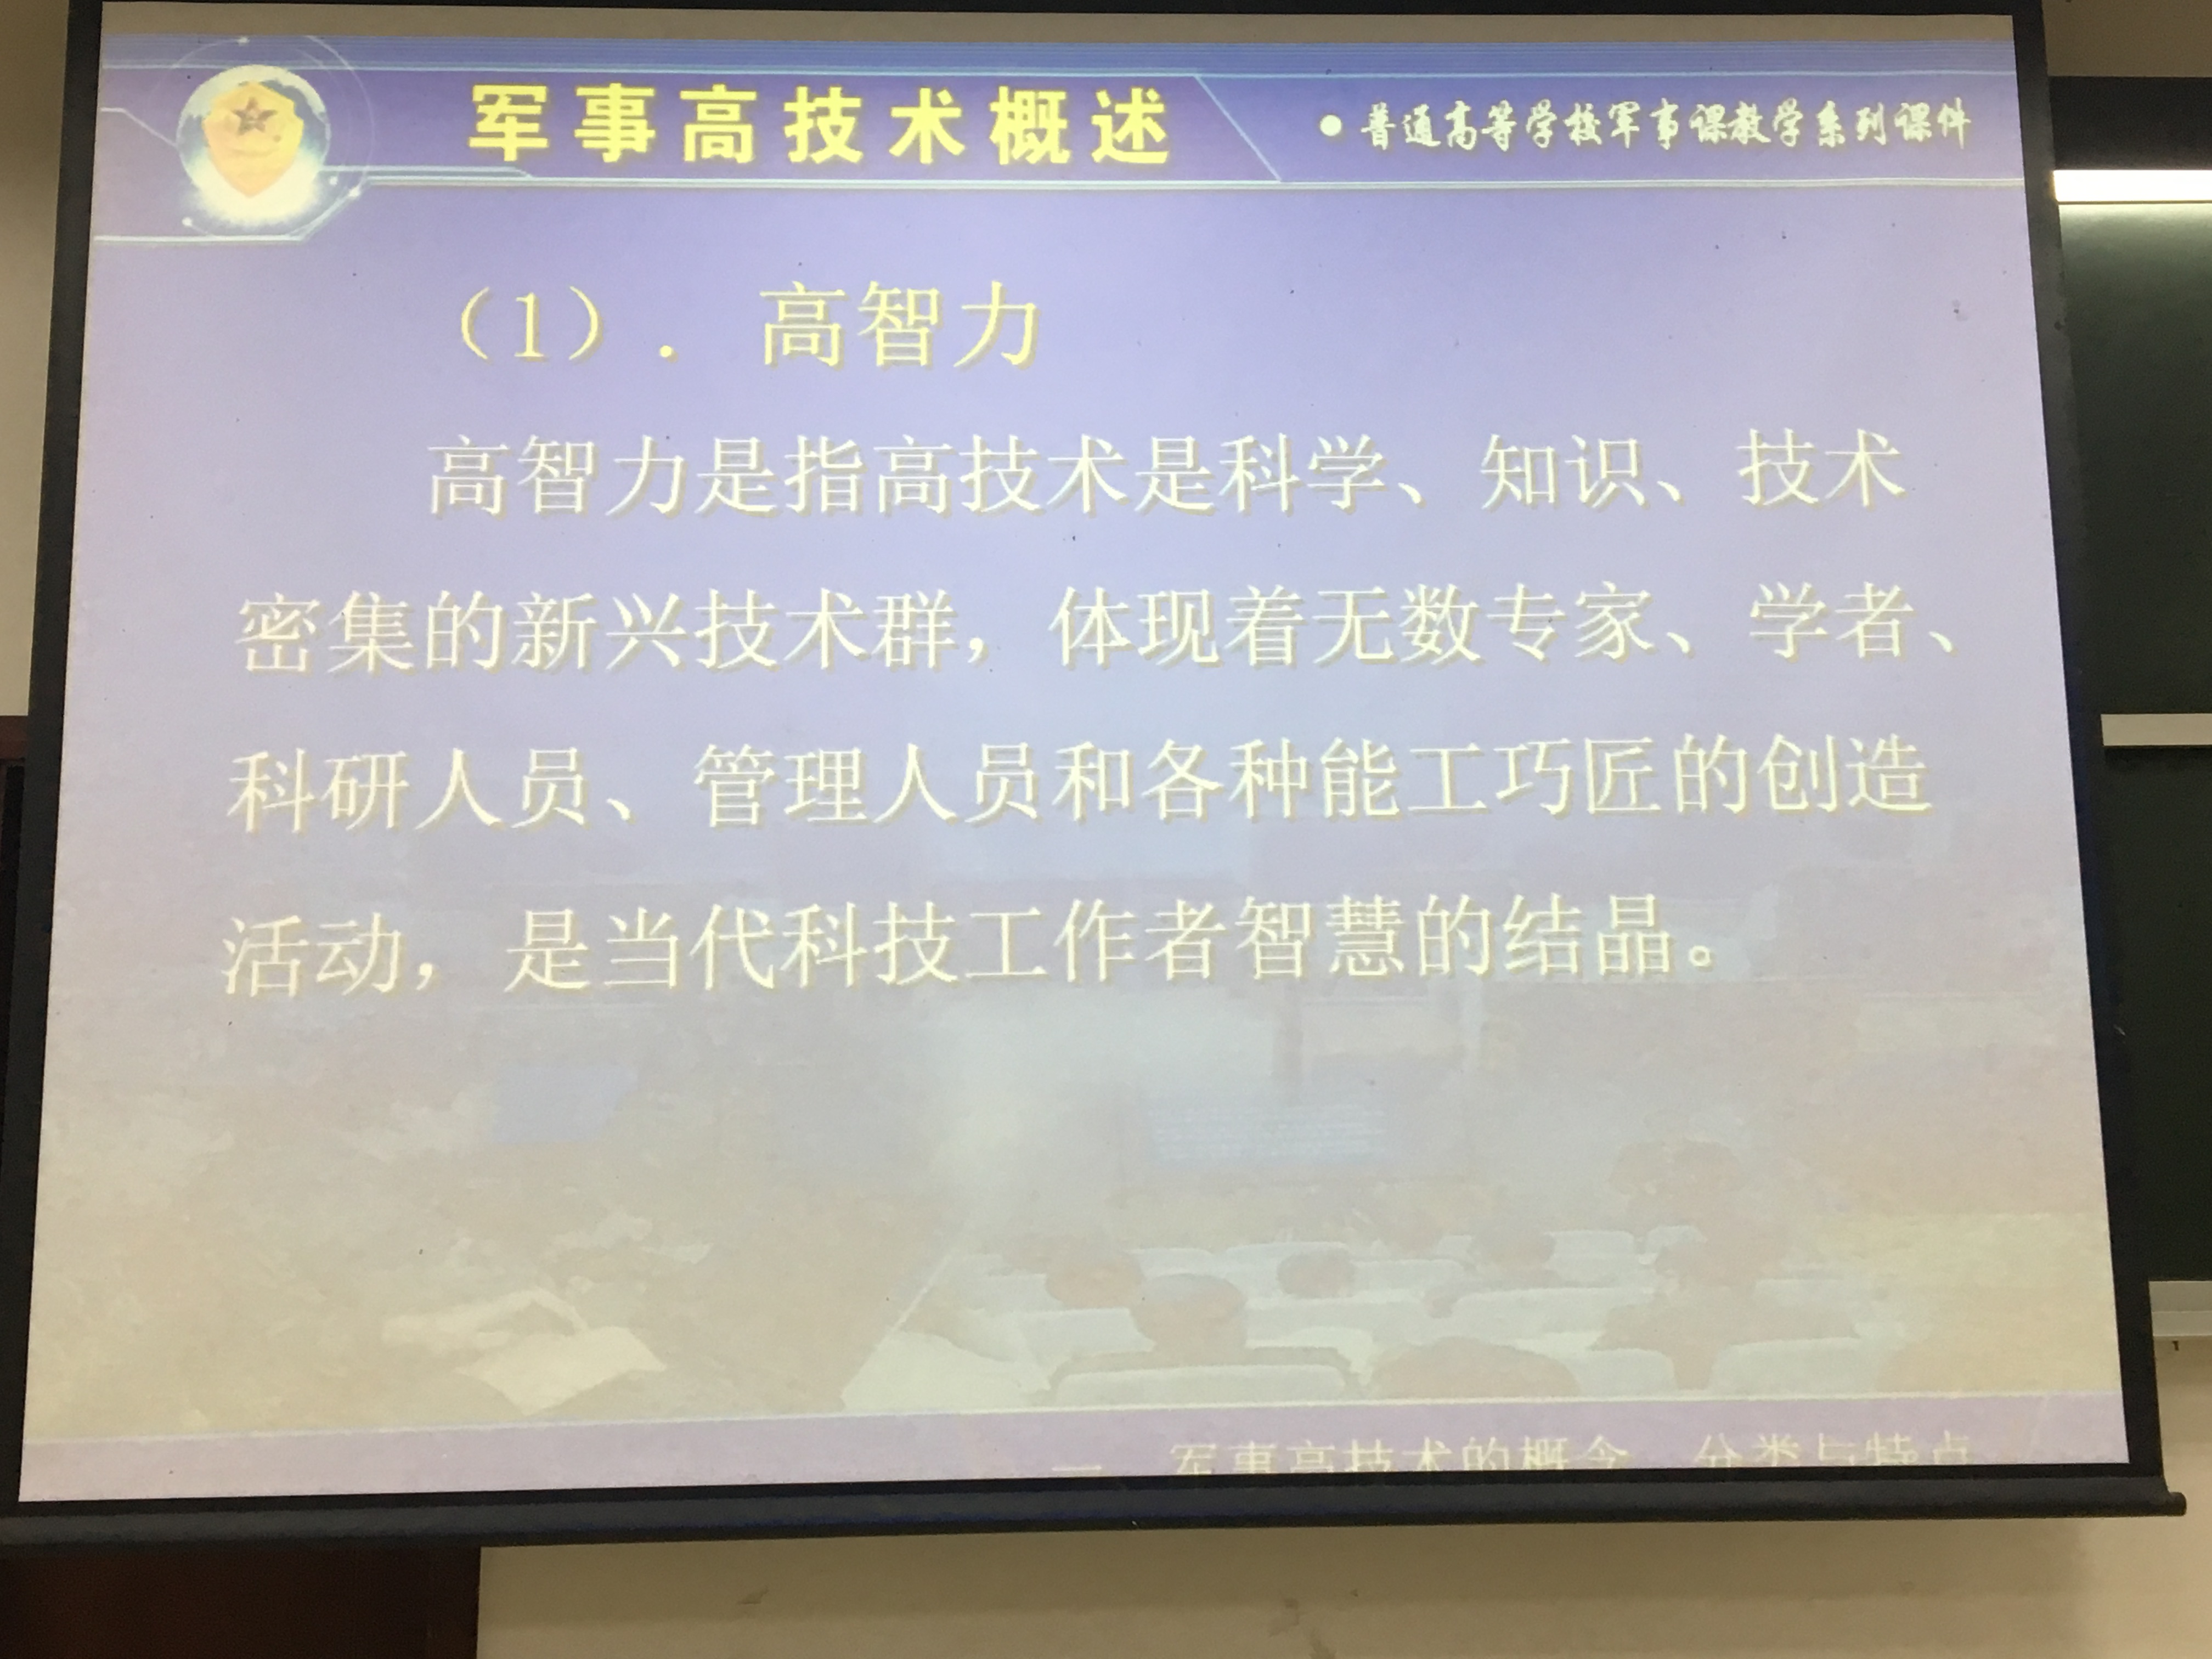 军事高技术概述
•普通高等学校军事课教学系列课件
（1）. 高智力
高智力是指高技术是科学、知识、技术
密集的新兴技术群，体现着无数专家、学者、
科研人员、管理人员和各种能工巧匠的创造
活动，是当代科技工作者智慧的结晶。
一、军事高技术的概念、分类与特点